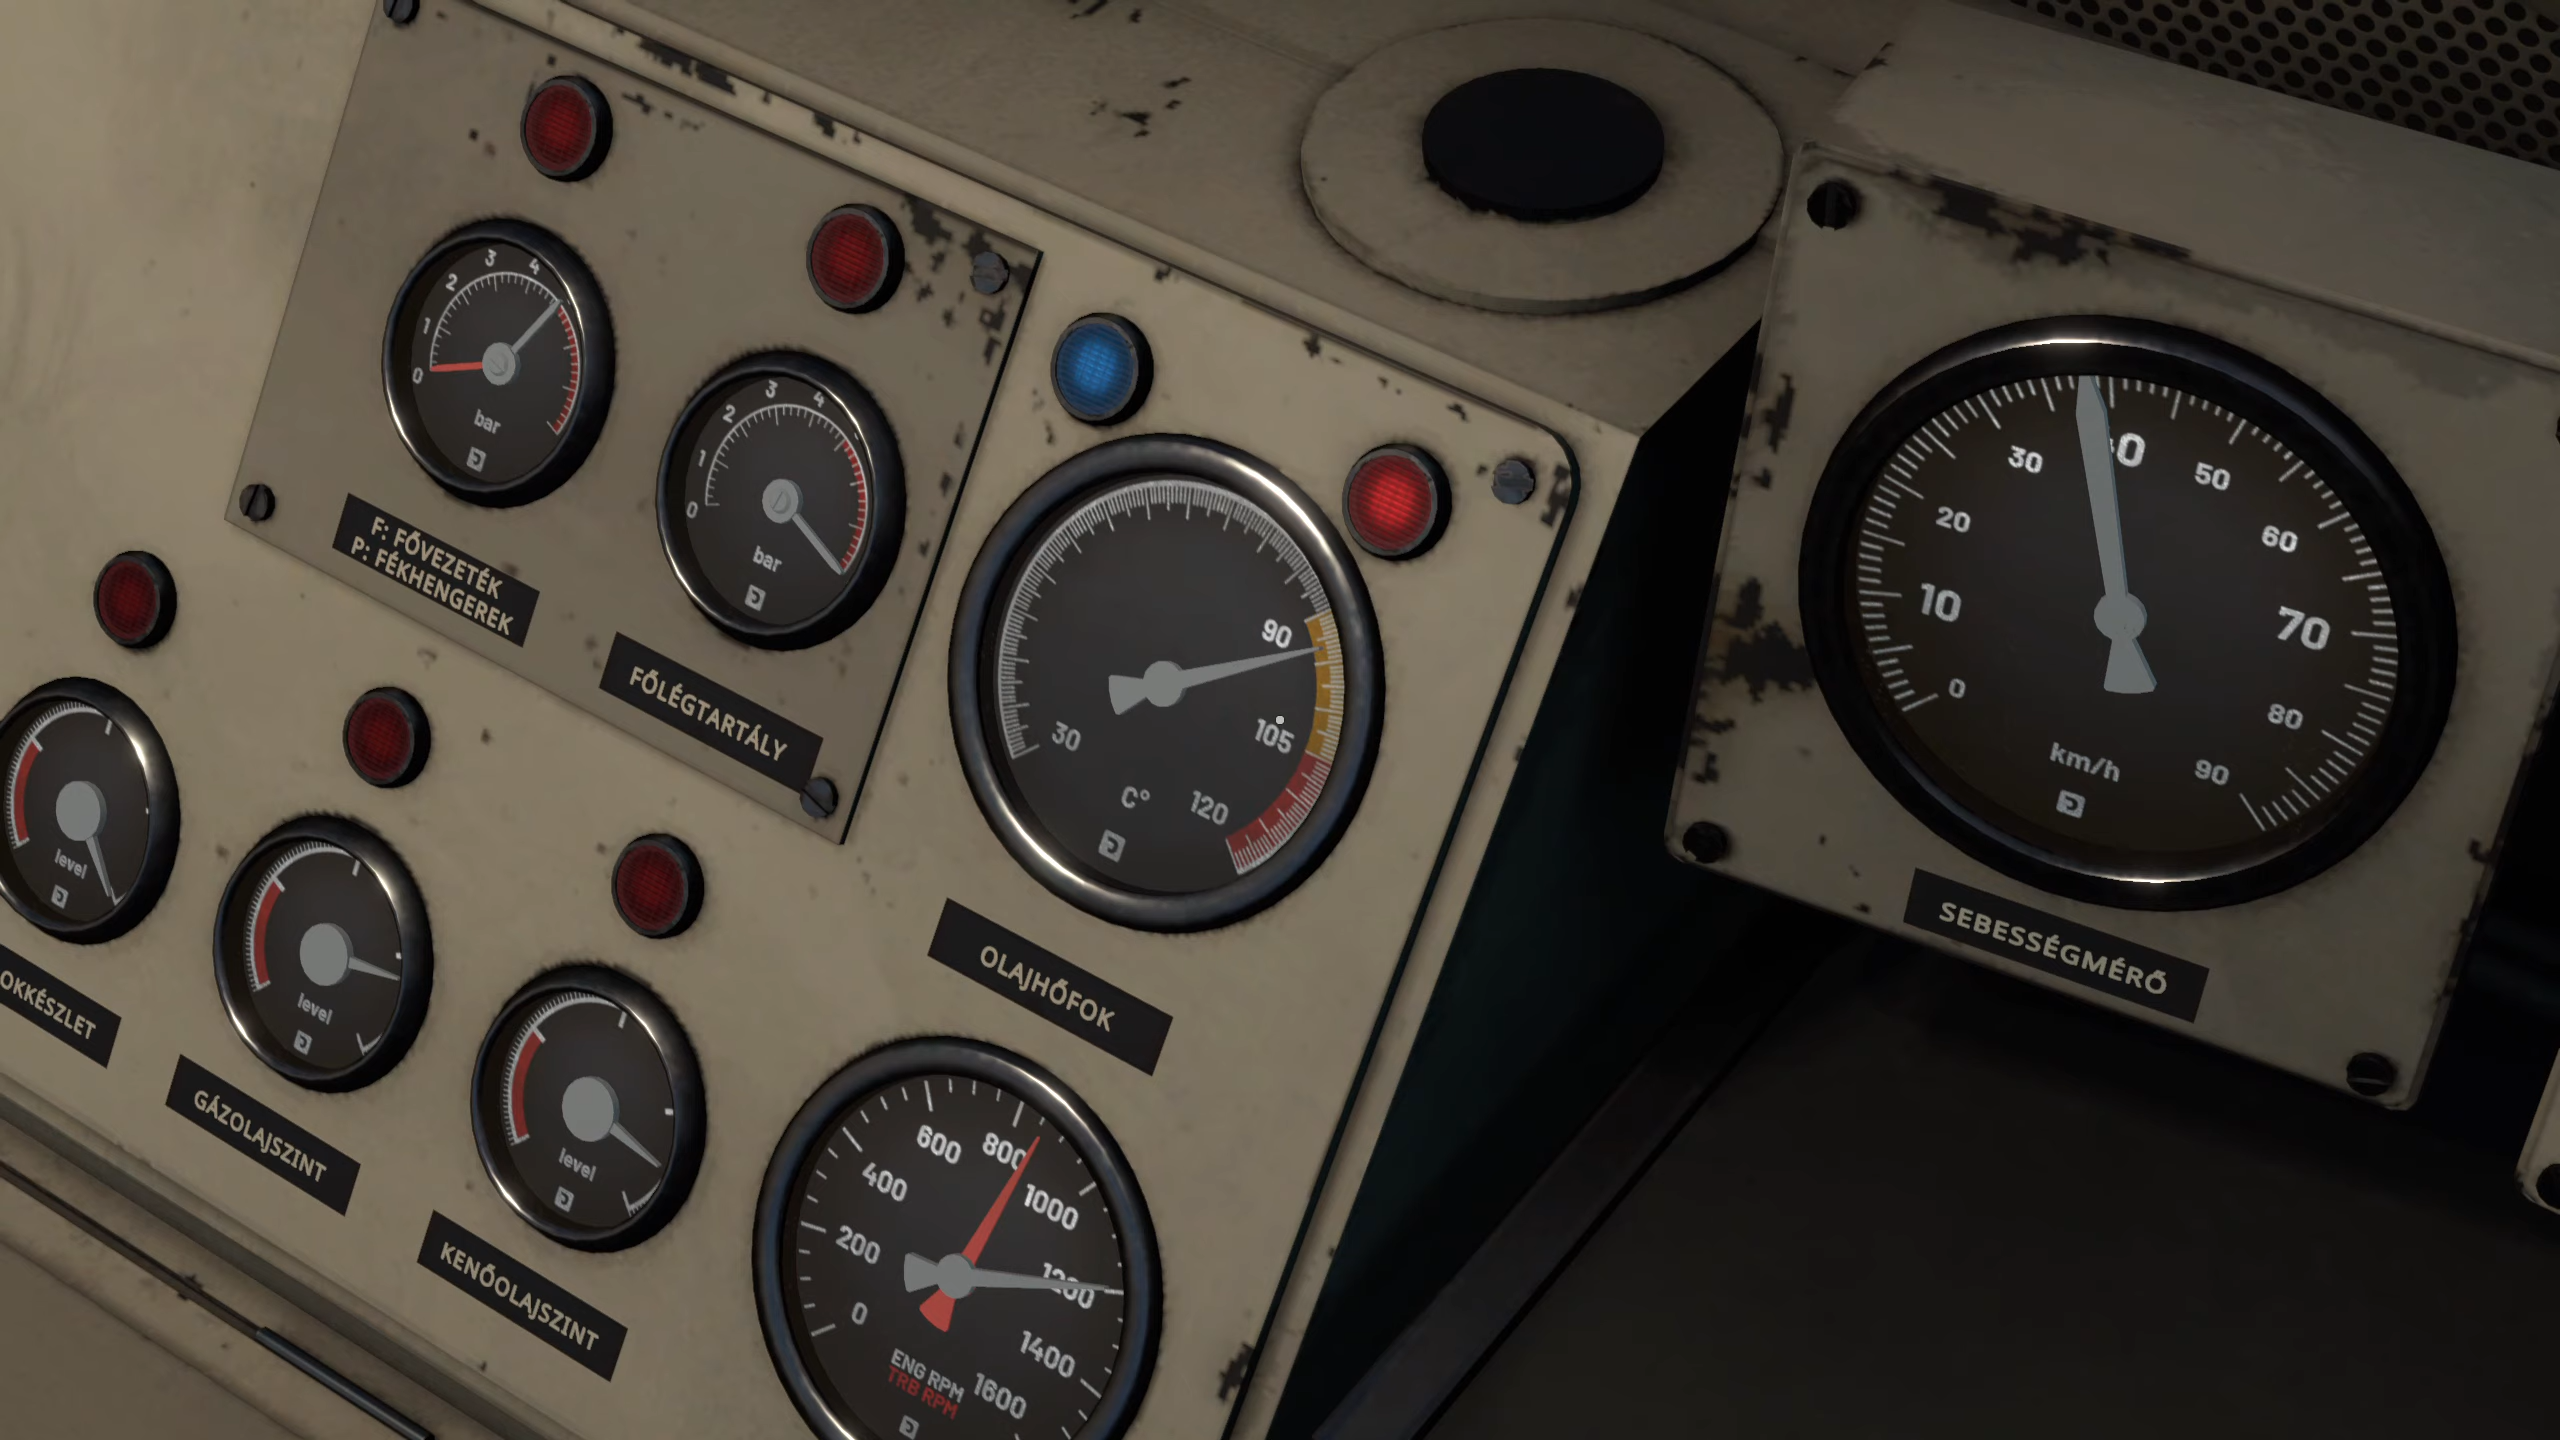 0 1 2 3 4
bar
0 1 2 3 4
bar
F: FŐVEZETÉK
P: FÉKHENGEREK
FŐLÉGTARTÁLY
30 90 105 120
C°
OLAJHŐFOK
0 10 20 30 50 60 70 80 90
km/h
SEBESSÉGMÉRŐ
level
level
GÁZOLAJSZINT
level
KENŐOLAJSZINT
0 200 400 600 800 1000 1200 1400 1600
ENG RPM
TRB RPM